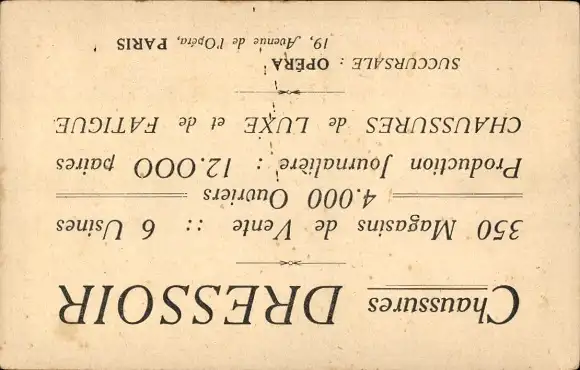 Chaussures DRESSOIR
350 Magasins de Vente :: 6 Usines
4.000 Ouvriers
Production Journalière : 12.000 paires
CHAUSSURES de LUXE et de FATIGUE
SUCCURSALE : OPÉRA
19, Avenue de l'Opéra, PARIS